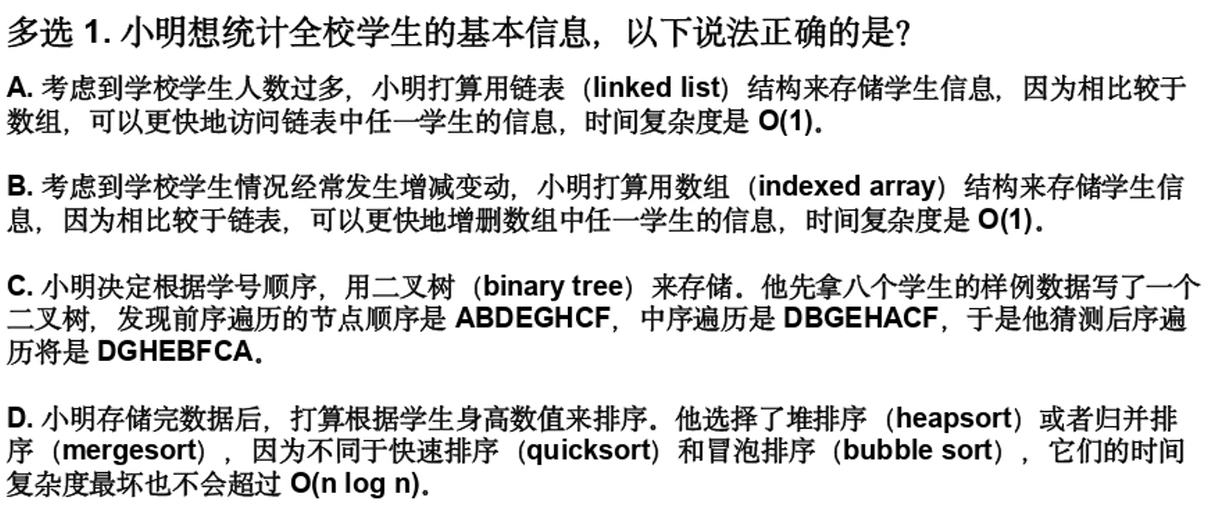 多选 1. 小明想统计全校学生的基本信息，以下说法正确的是？
A. 考虑到学校学生人数过多，小明打算用链表（linked list）结构来存储学生信息，因为相比较于
数组，可以更快地访问链表中任一学生的信息，时间复杂度是 O(1)。
B. 考虑到学校学生情况经常发生增减变动，小明打算用数组（indexed array）结构来存储学生信
息，因为相比较于链表，可以更快地增删数组中任一学生的信息，时间复杂度是 O(1)。
C. 小明决定根据学号顺序，用二叉树（binary tree）来存储。他先拿八个学生的样例数据写了一个
二叉树，发现前序遍历的节点顺序是 ABDEGHCF，中序遍历是 DBGEHACF，于是他猜测后序遍
历将是 DGHEBFCA。
D. 小明存储完数据后，打算根据学生身高数值来排序。他选择了堆排序（heapsort）或者归并排
序（mergesort），因为不同于快速排序（quicksort）和冒泡排序（bubble sort），它们的时间
复杂度最坏也不会超过 O(n log n)。